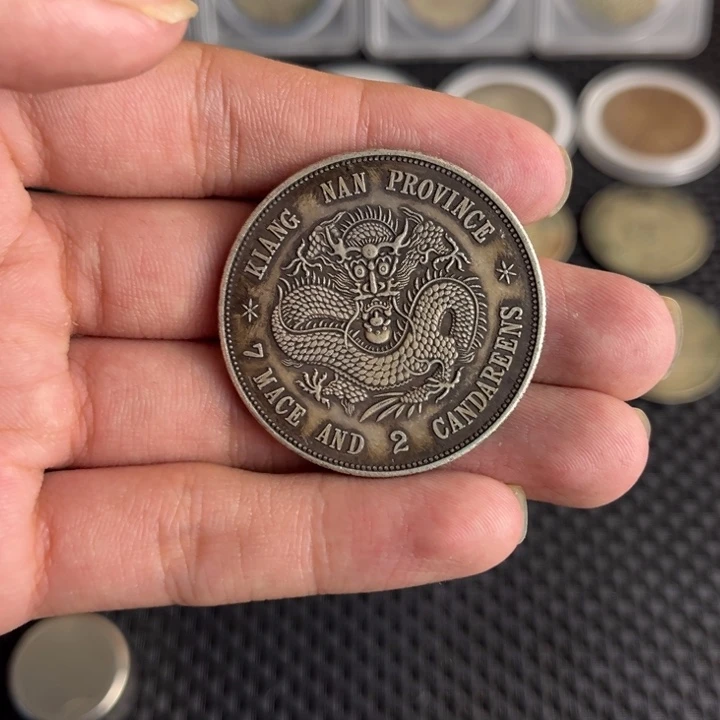 KIANG NAN PROVINCE
7 MACE AND 2 CANDAREENS